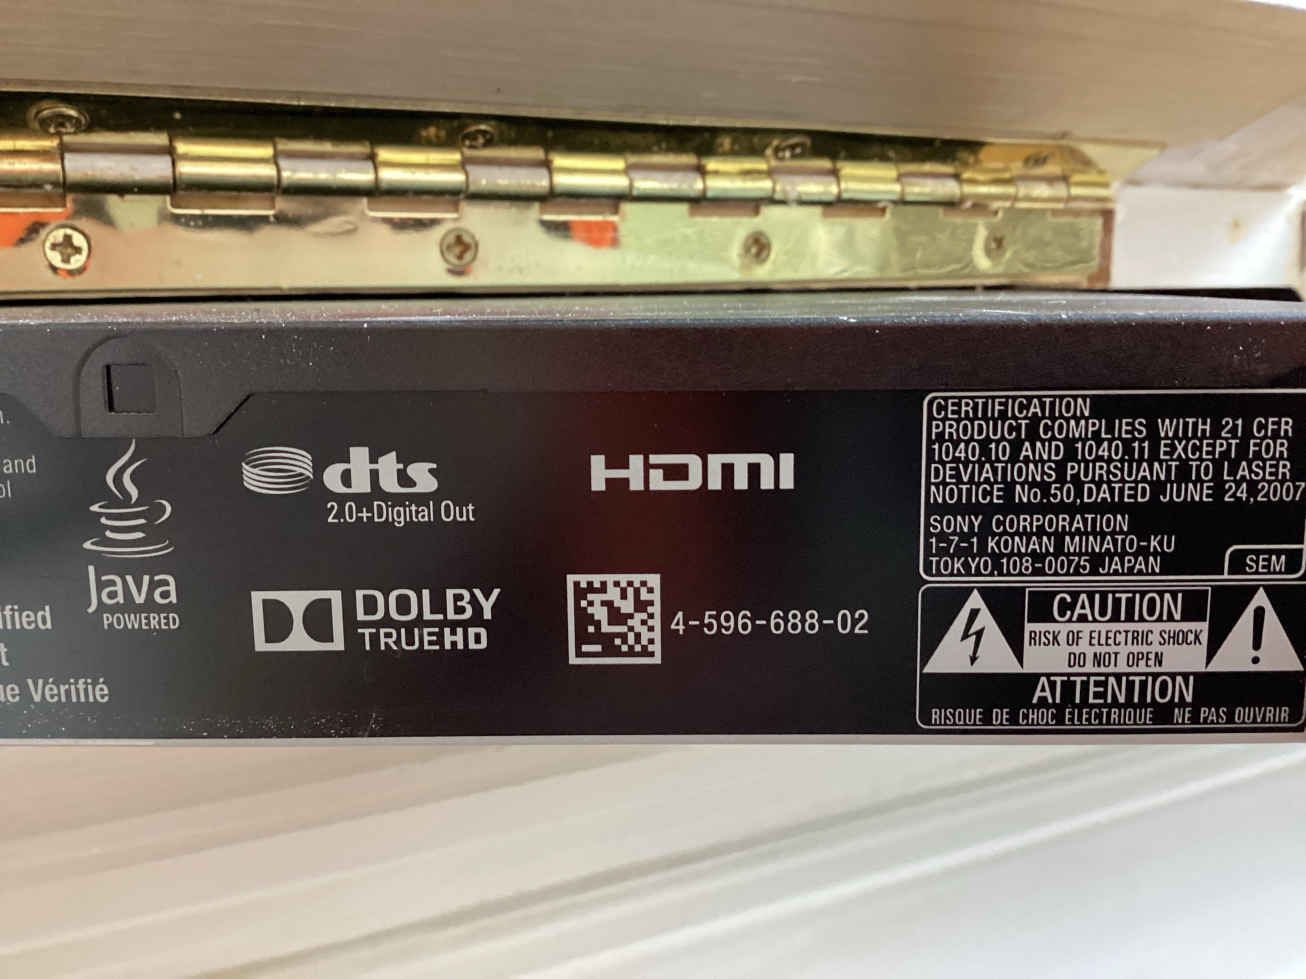 and
Java
POWERED
ified
Vérifié
dts
2.0+Digital Out
DOLBY
TRUEHD
HDMI
4-596-688-02
CERTIFICATION
PRODUCT COMPLIES WITH 21 CFR
1040.10 AND 1040.11 EXCEPT FOR
DEVIATIONS PURSUANT TO LASER
NOTICE No.50,DATED JUNE 24,2007
SONY CORPORATION
1-7-1 KONAN MINATO-KU
TOKYO,108-0075 JAPAN
SEM
CAUTION
RISK OF ELECTRIC SHOCK
DO NOT OPEN
ATTENTION
RISQUE DE CHOC ÉLECTRIQUE NE PAS OUVRIR